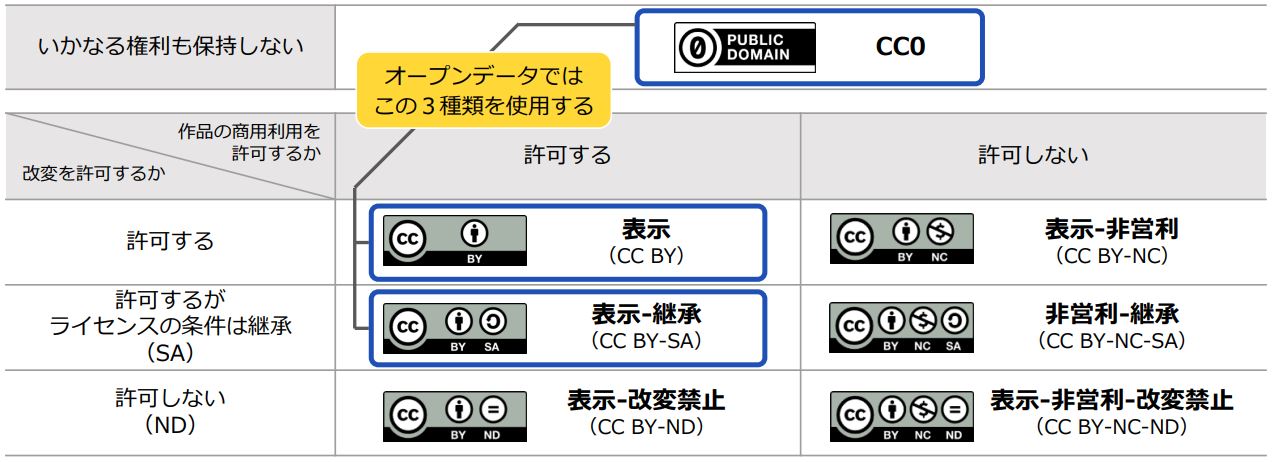 いかなる権利も保持しない
PUBLIC
DOMAIN
CC0
オープンデータでは
この３種類を使用する
作品の商用利用を
許可するか
改変を許可するか
許可する
許可しない
許可する
cc
BY
表示
（CC BY）
cc
BY NC
表示-非営利
（CC BY-NC）
許可するが
ライセンスの条件は継承
（SA）
cc
BY SA
表示-継承
（CC BY-SA）
cc
BY NC SA
非営利-継承
（CC BY-NC-SA）
許可しない
（ND）
cc
BY ND
表示-改変禁止
（CC BY-ND）
cc
BY NC ND
表示-非営利-改変禁止
（CC BY-NC-ND）